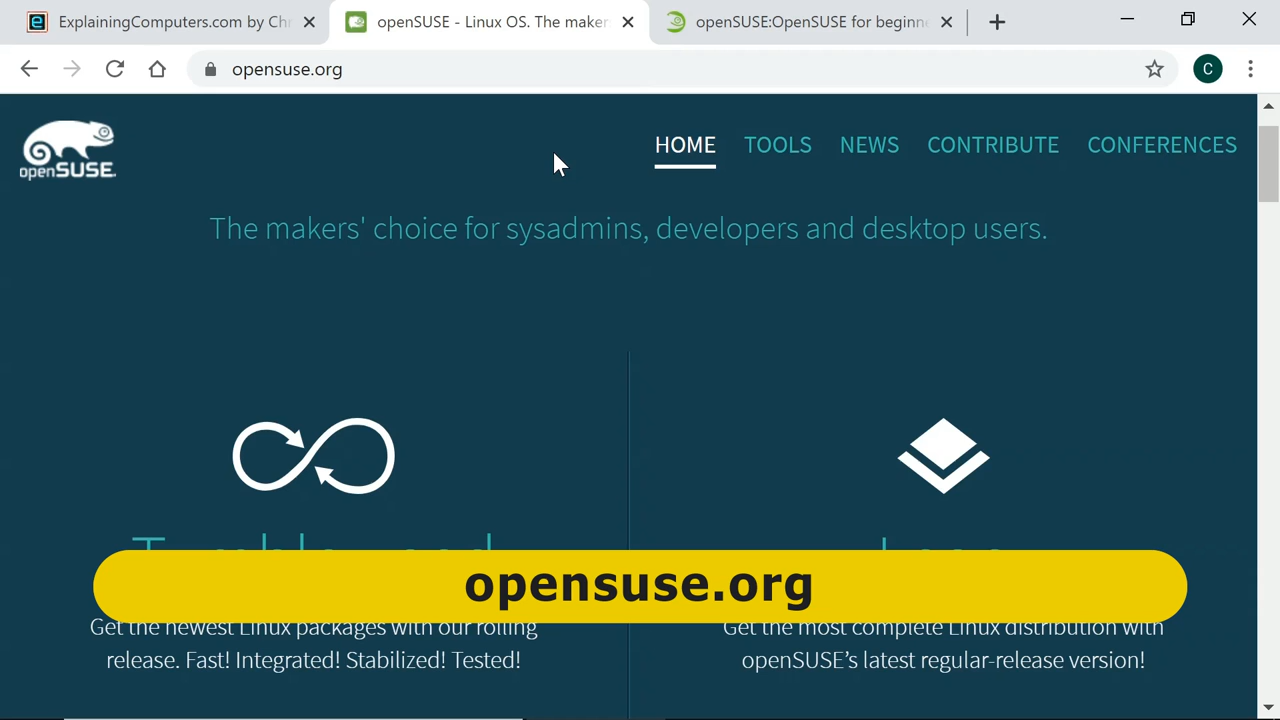 ExplainingComputers.com by Chr
openSUSE - Linux OS. The makers
openSUSE:OpenSUSE for beginne
opensuse.org
C
openSUSE.
HOME
TOOLS
NEWS
CONTRIBUTE
CONFERENCES
The makers' choice for sysadmins, developers and desktop users.
opensuse.org
Get the newest Linux packages with our rolling
release. Fast! Integrated! Stabilized! Tested!
Get the most complete Linux distribution with
openSUSE’s latest regular-release version!